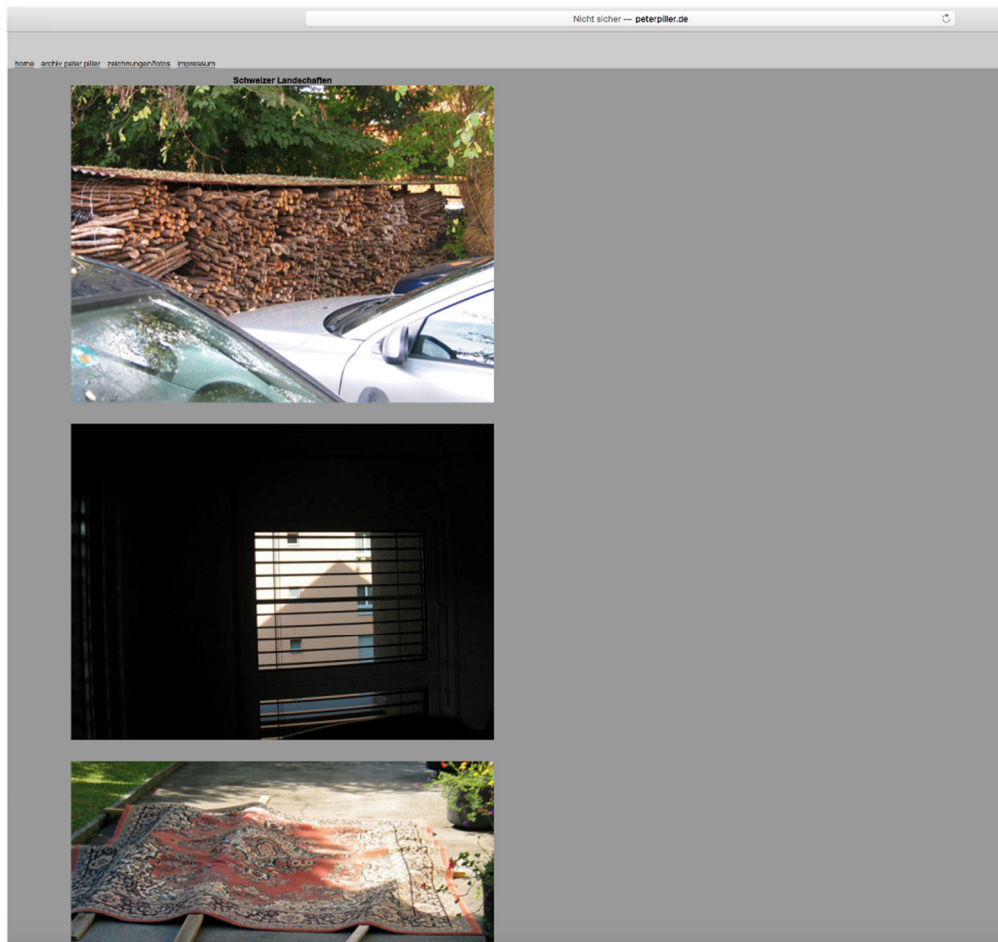 Nicht sicher — peterpiller.de
home archiv peter piller zeichnungen/fotos impressum
Schweizer Landschaften